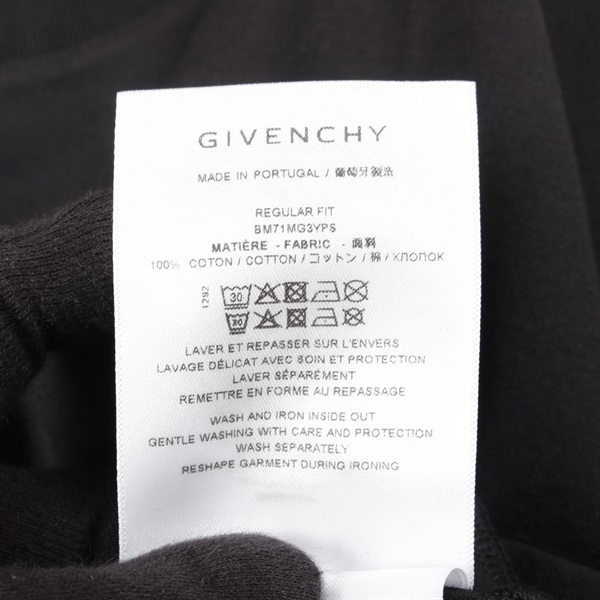 GIVENCHY
MADE IN PORTUGAL / 葡萄牙製造
REGULAR FIT
BM71MG3YPS
MATIÈRE - FABRIC - 面料
100% COTON / COTTON / コットン / 棉 / ХЛОПОК
1292
30
30
LAVER ET REPASSER SUR L'ENVERS
LAVAGE DÉLICAT AVEC SOIN ET PROTECTION
LAVER SÉPARÉMENT
REMETTRE EN FORME AU REPASSAGE
WASH AND IRON INSIDE OUT
GENTLE WASHING WITH CARE AND PROTECTION
WASH SEPARATELY
RESHAPE GARMENT DURING IRONING